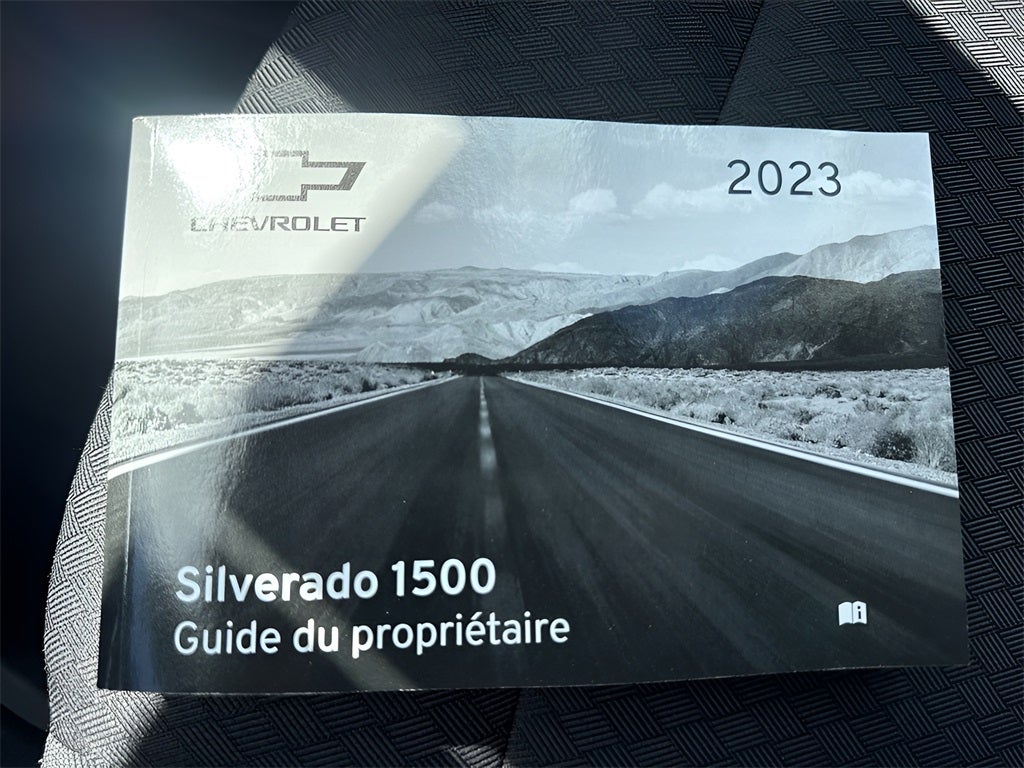 CHEVROLET
2023
Silverado 1500
Guide du propriétaire